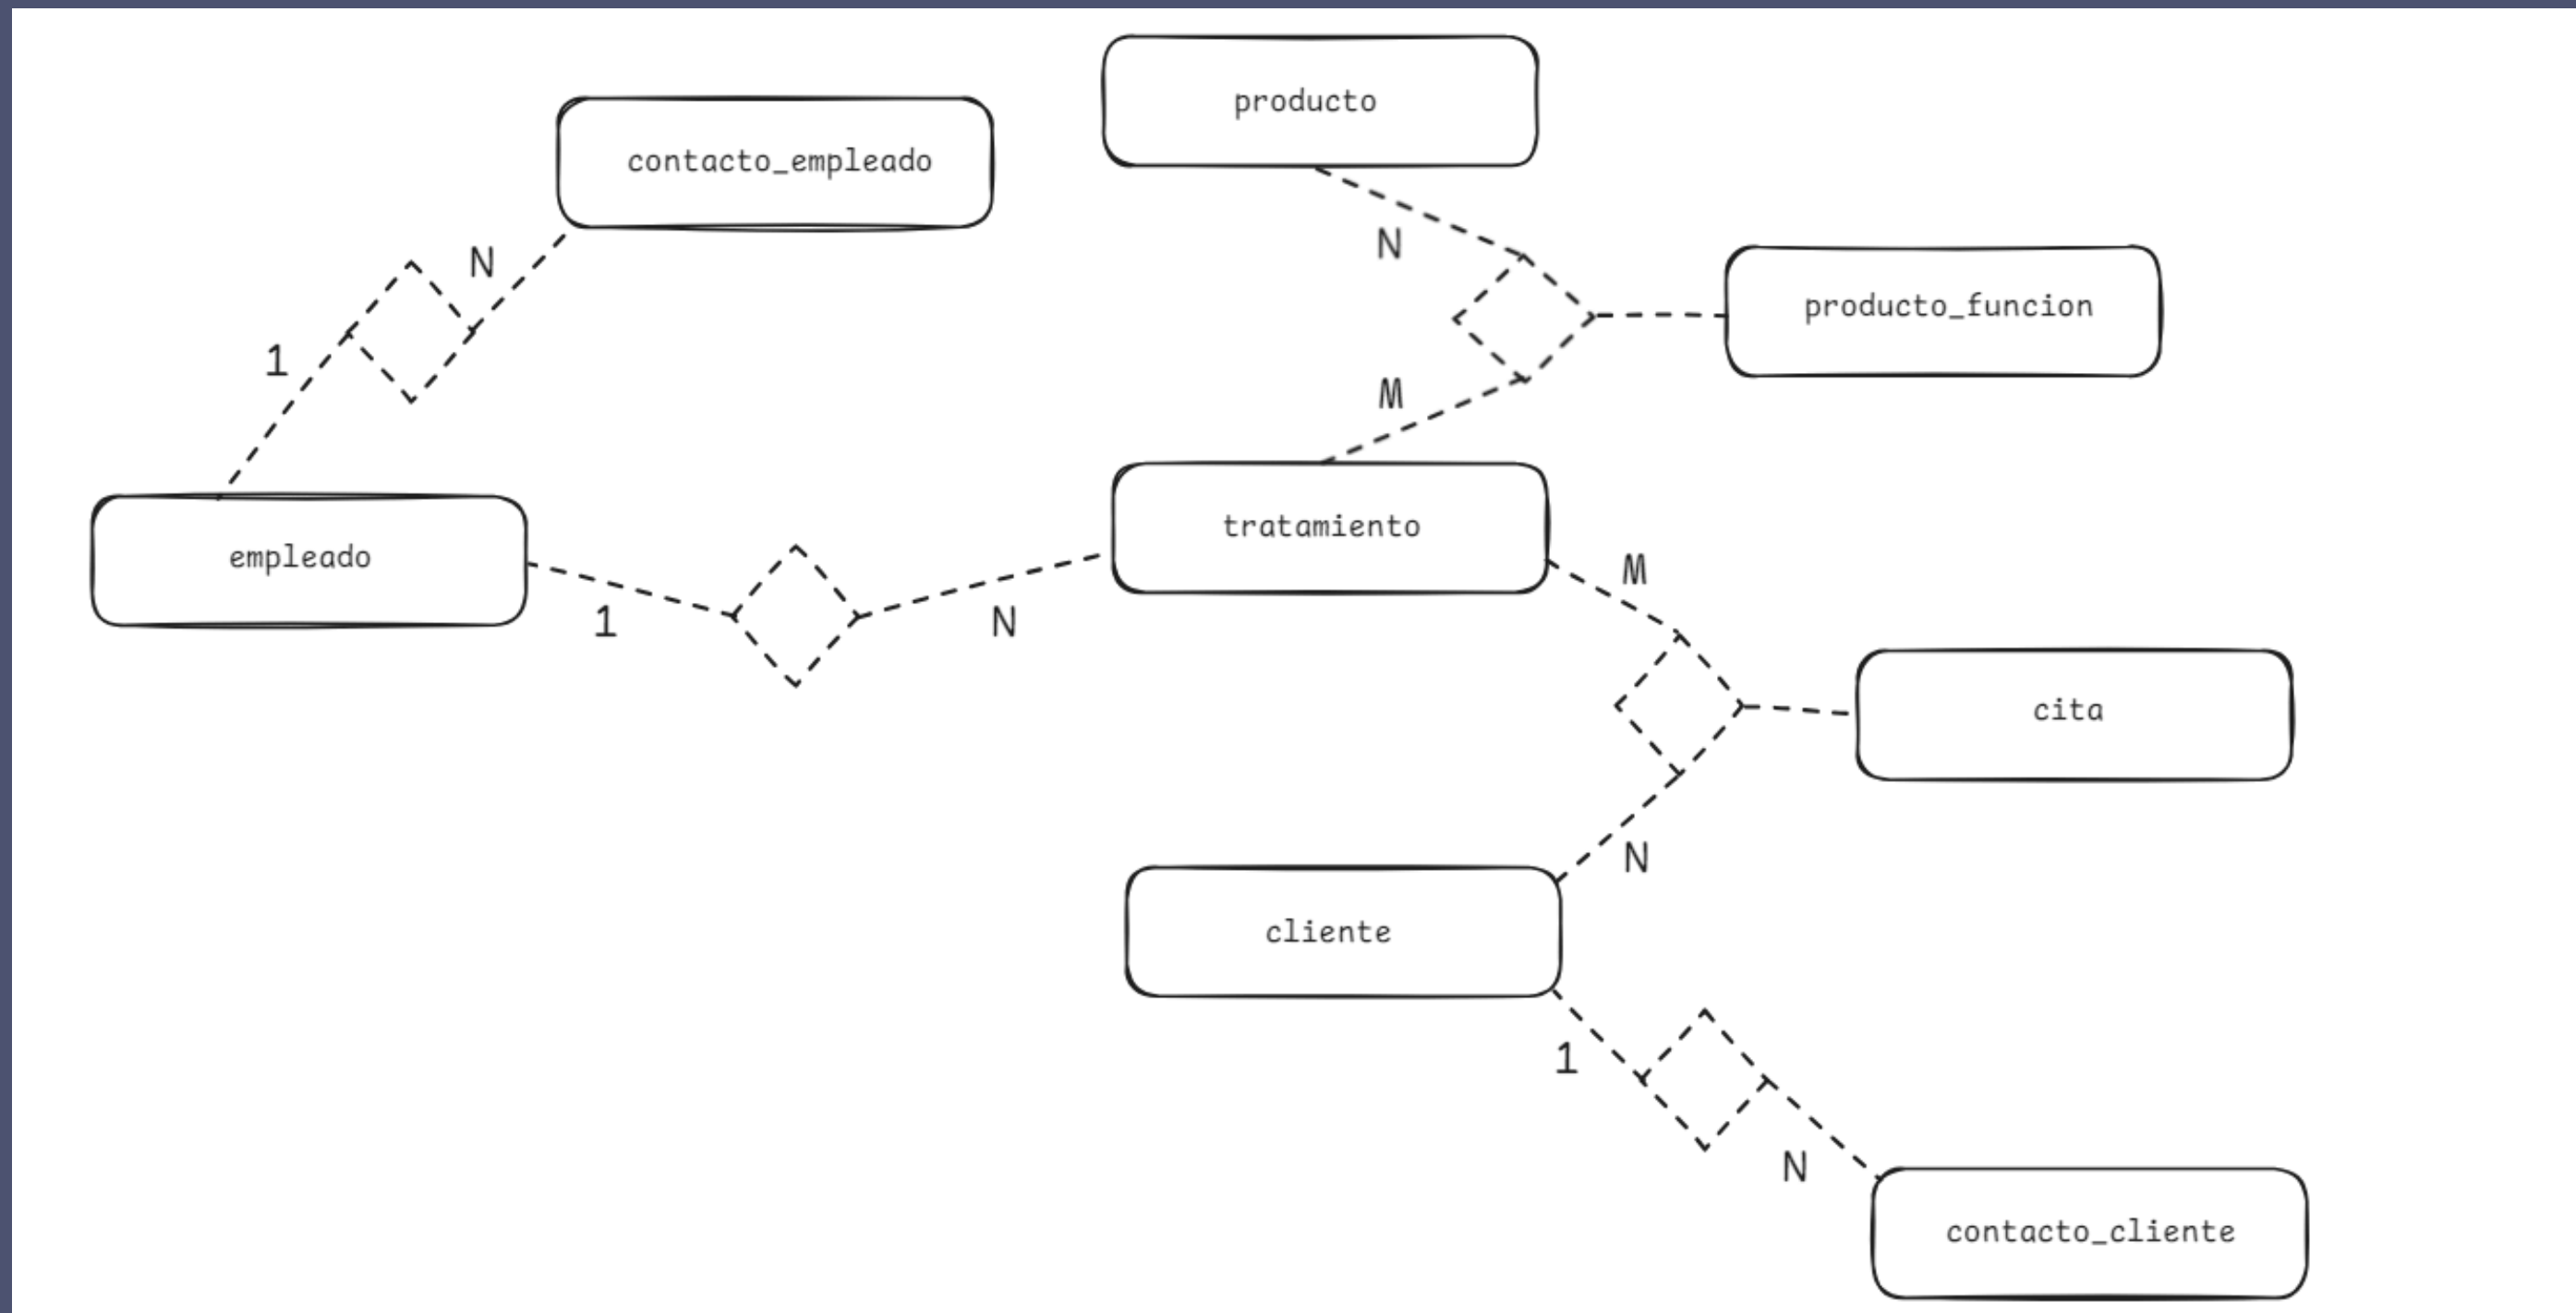 producto
contacto_empleado
N
N
producto_funcion
1
M
tratamiento
empleado
M
1
N
cita
N
cliente
1
N
contacto_cliente